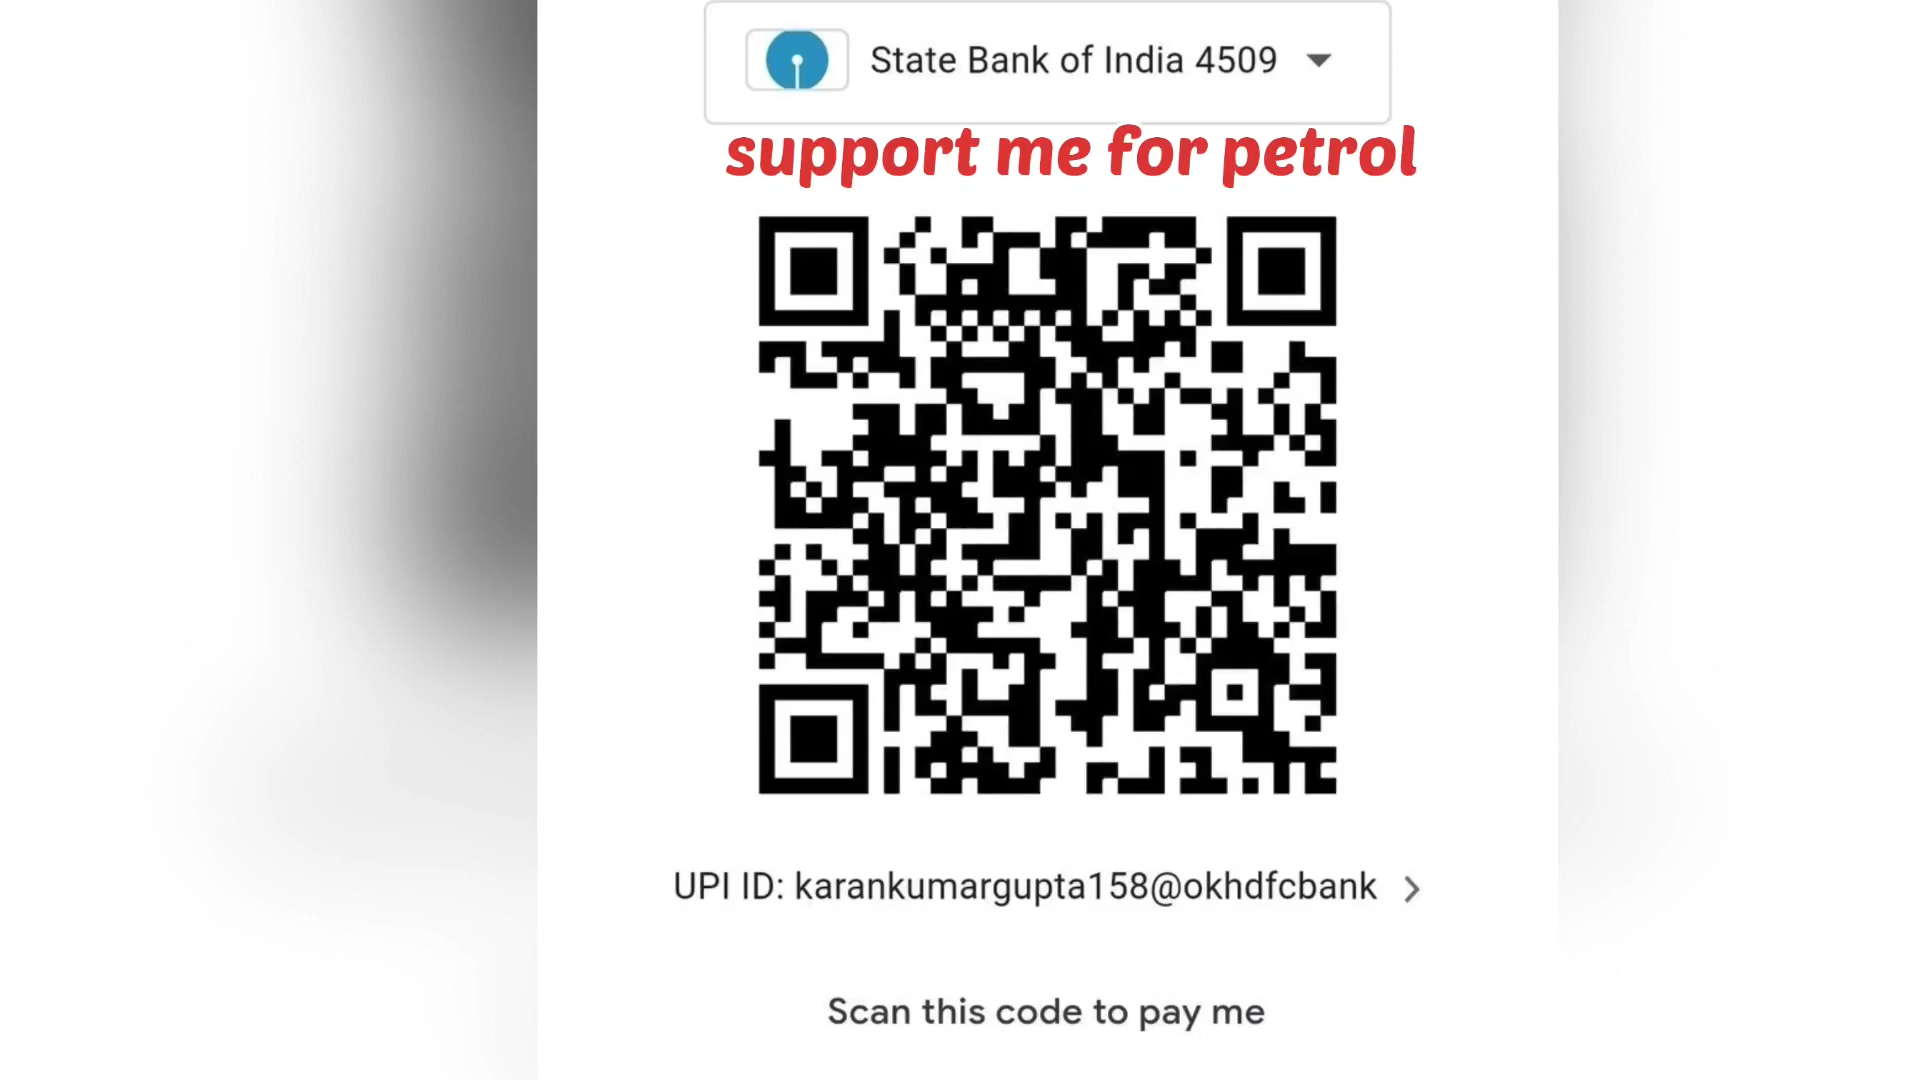 State Bank of India 4509
support me for petrol
UPI ID: karankumargupta158@okhdfcbank
Scan this code to pay me